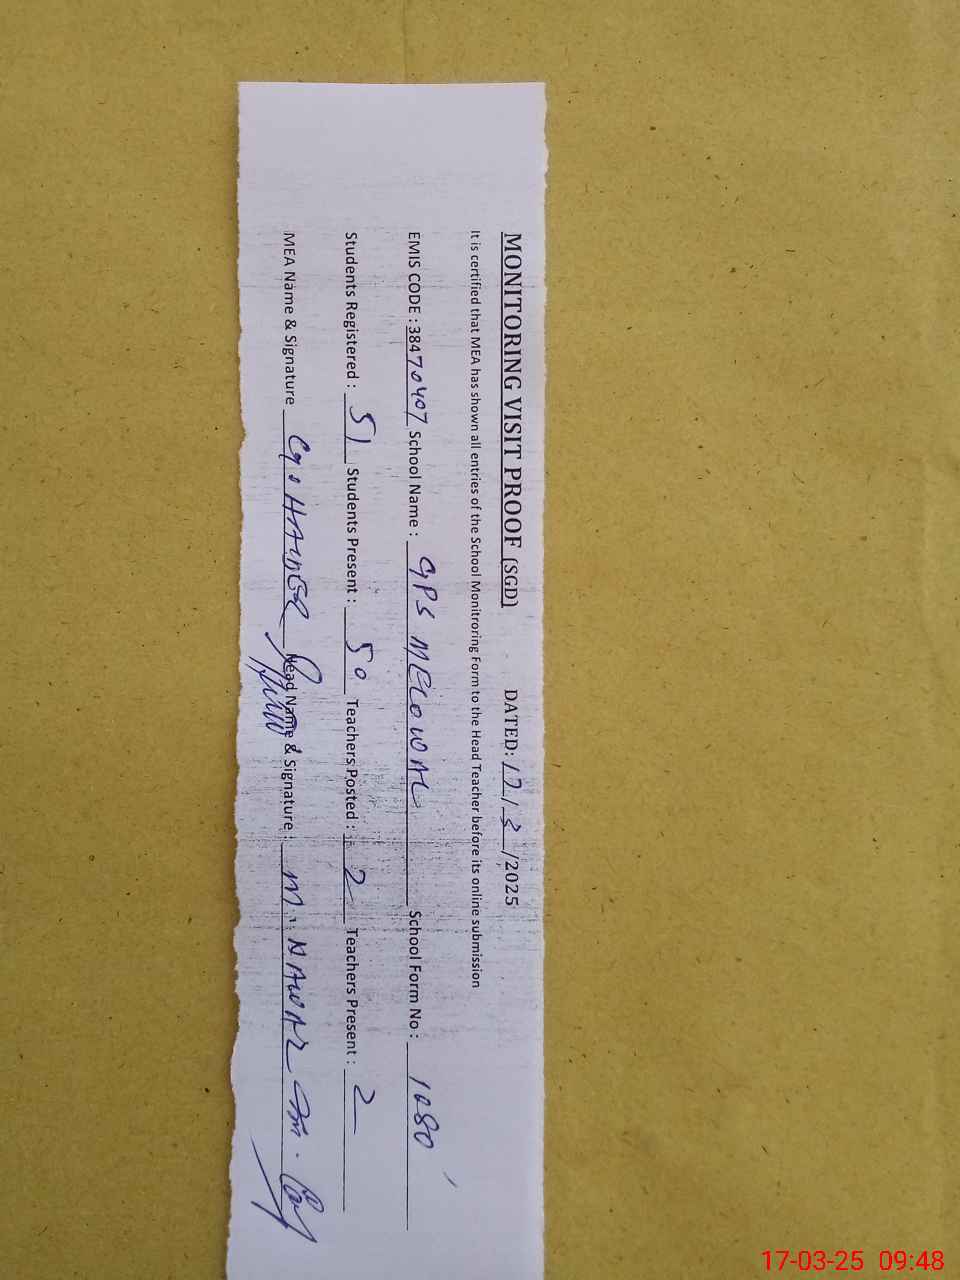 MONITORING VISIT PROOF (SGD) DATED: 17/3/2025
It is certified that MEA has shown all entries of the School Monitroring Form to the Head Teacher before its online submission
EMIS CODE : 38470407 School Name : GPS MELOWAL School Form No : 1080
Students Registered : 51 Students Present : 50 Teachers Posted : 2 Teachers Present : 2
MEA Name & Signature Head Name & Signature : M. NAWAZ
17-03-25 09:48